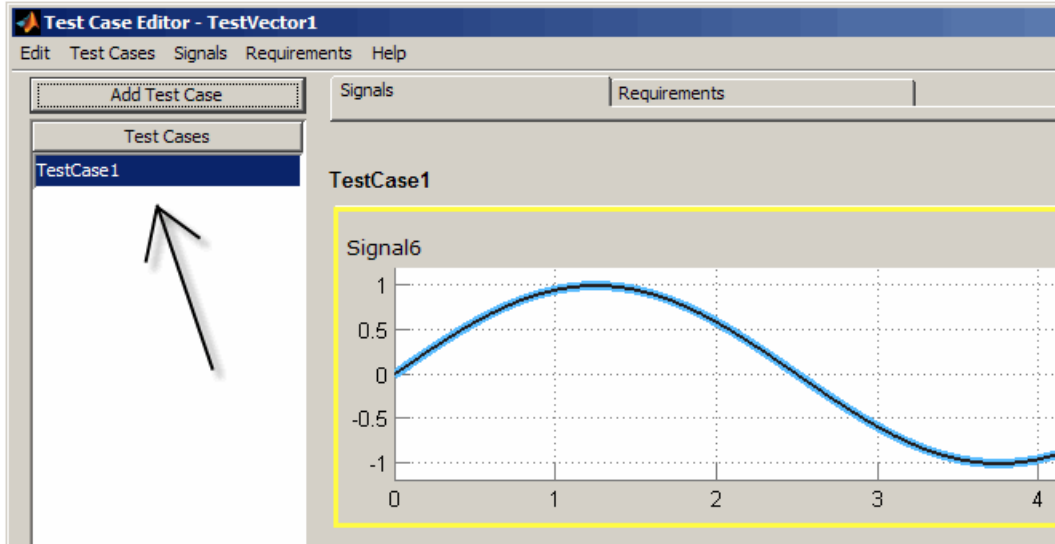 Test Case Editor - TestVector1
Edit Test Cases Signals Requirements Help
Add Test Case
Test Cases
TestCase1
Signals
Requirements
TestCase1
Signal6
1
0.5
0
-0.5
-1
0 1 2 3 4